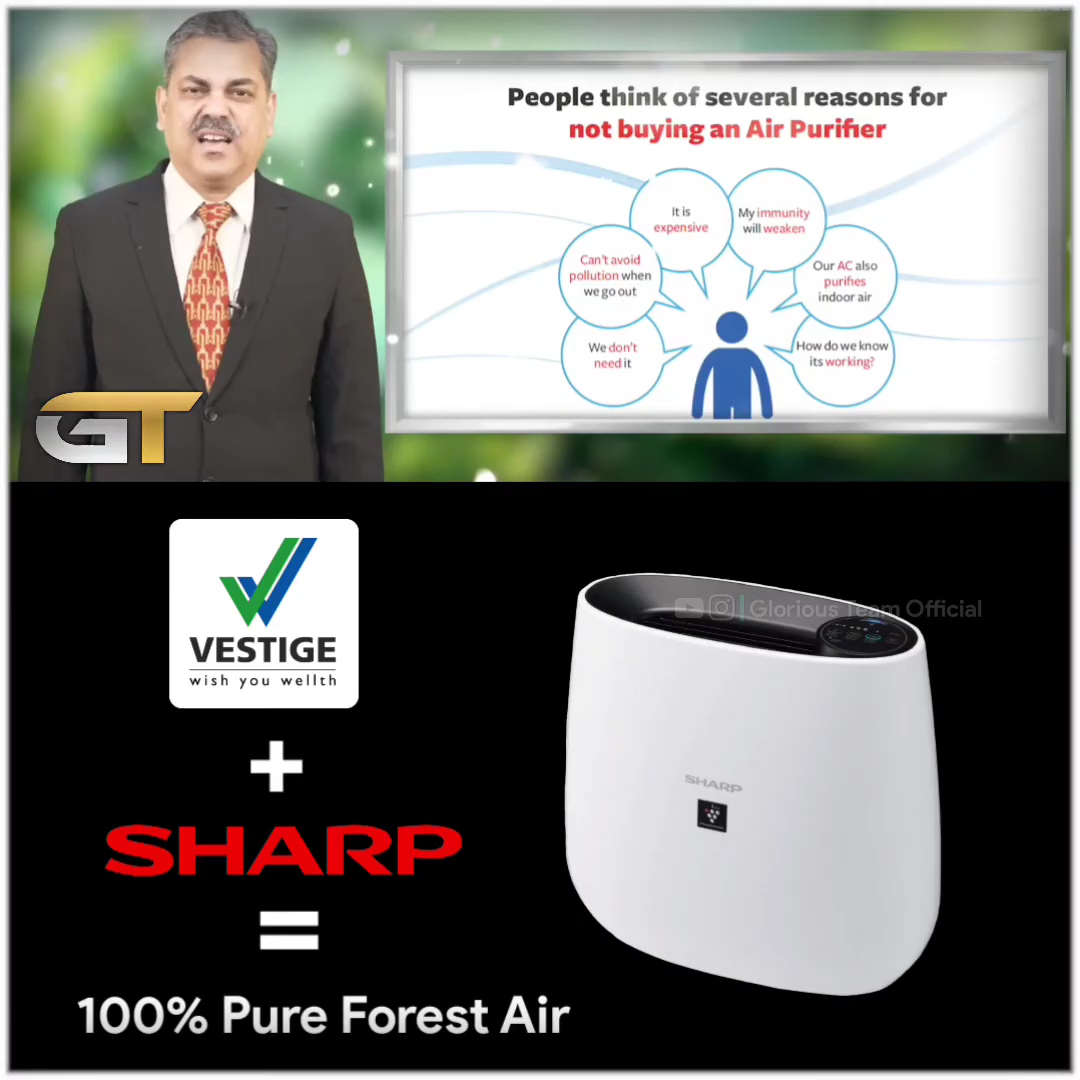 People think of several reasons for
not buying an Air Purifier
It is
expensive
My immunity
will weaken
Can't avoid
pollution when
we go out
Our AC also
purifies
indoor air
We don't
need it
How do we know
its working?
GT
VESTIGE
wish you wellth
+
SHARP
=
100% Pure Forest Air
Glorious Team Official
SHARP